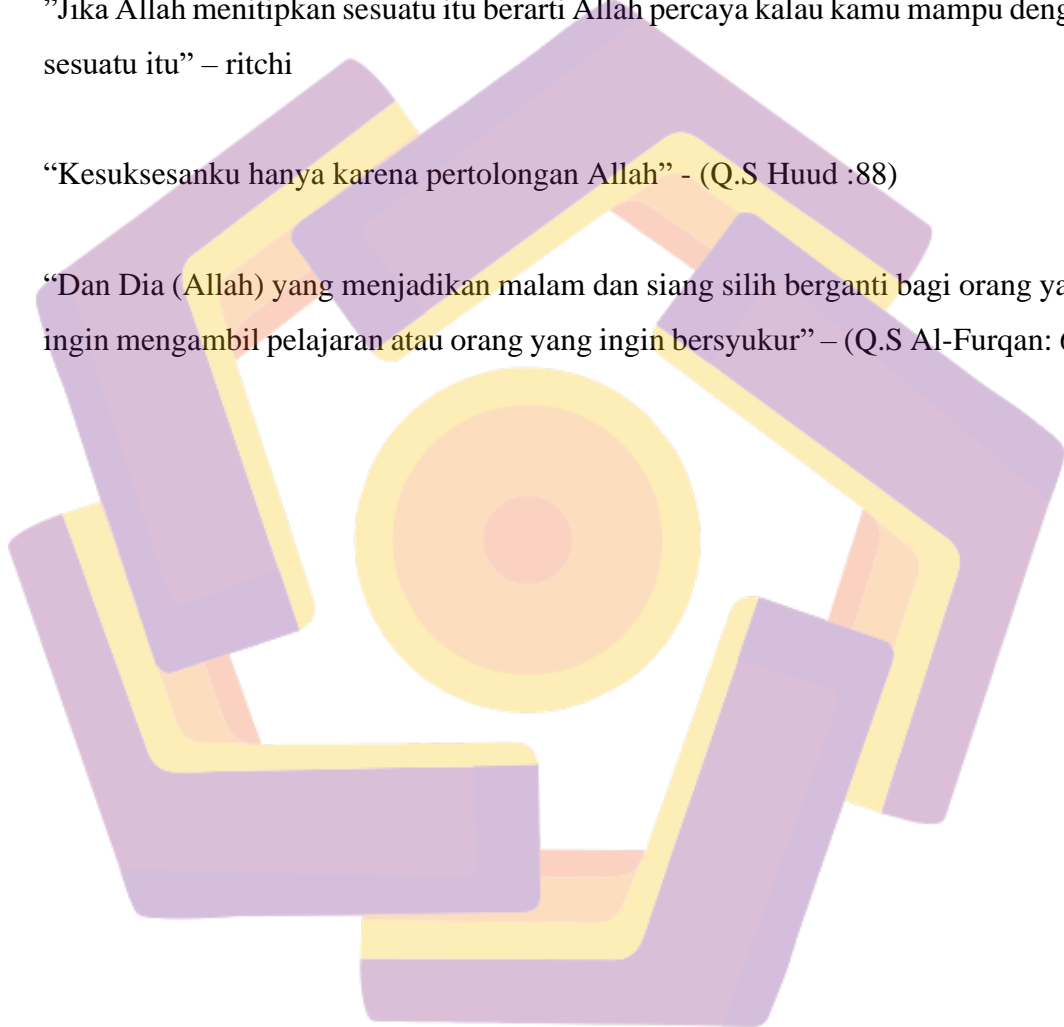 ”Jika Allah menitipkan sesuatu itu berarti Allah percaya kalau kamu mampu
sesuatu itu” – ritchi
“Kesuksesanku hanya karena pertolongan Allah” - (Q.S Huud :88)
“Dan Dia (Allah) yang menjadikan malam dan siang silih berganti bagi orang
ingin mengambil pelajaran atau orang yang ingin bersyukur” – (Q.S Al-Furqan: